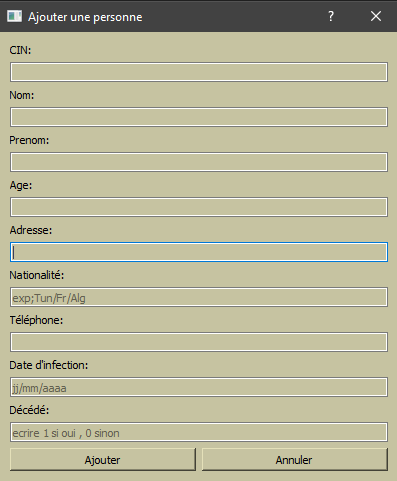 Ajouter une personne ?
CIN:
Nom:
Prenom:
Age:
Adresse:
Nationalité:
exp;Tun/Fr/Alg
Téléphone:
Date d'infection:
jj/mm/aaaa
Décédé:
ecrire 1 si oui , 0 sinon
Ajouter Annuler